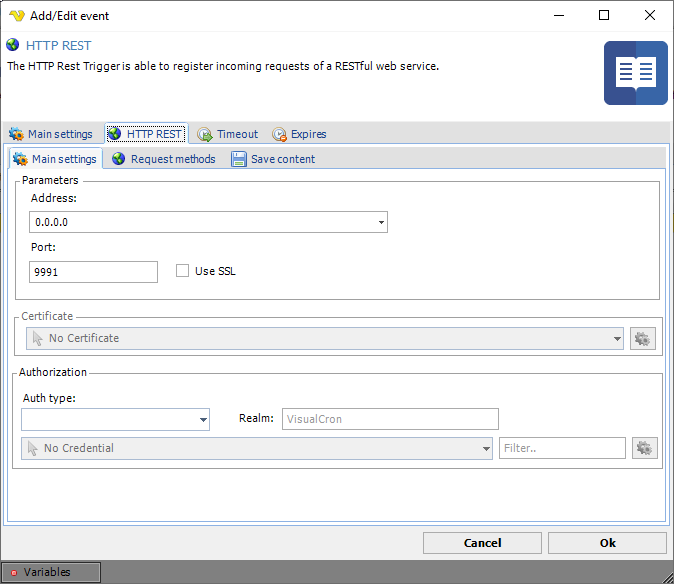 Add/Edit event
HTTP REST
The HTTP Rest Trigger is able to register incoming requests of a RESTful web service.
Main settings HTTP REST Timeout Expires
Main settings Request methods Save content
Parameters
Address:
0.0.0.0
Port:
9991 Use SSL
Certificate
No Certificate
Authorization
Auth type:
Realm: VisualCron
No Credential Filter..
Cancel Ok
Variables